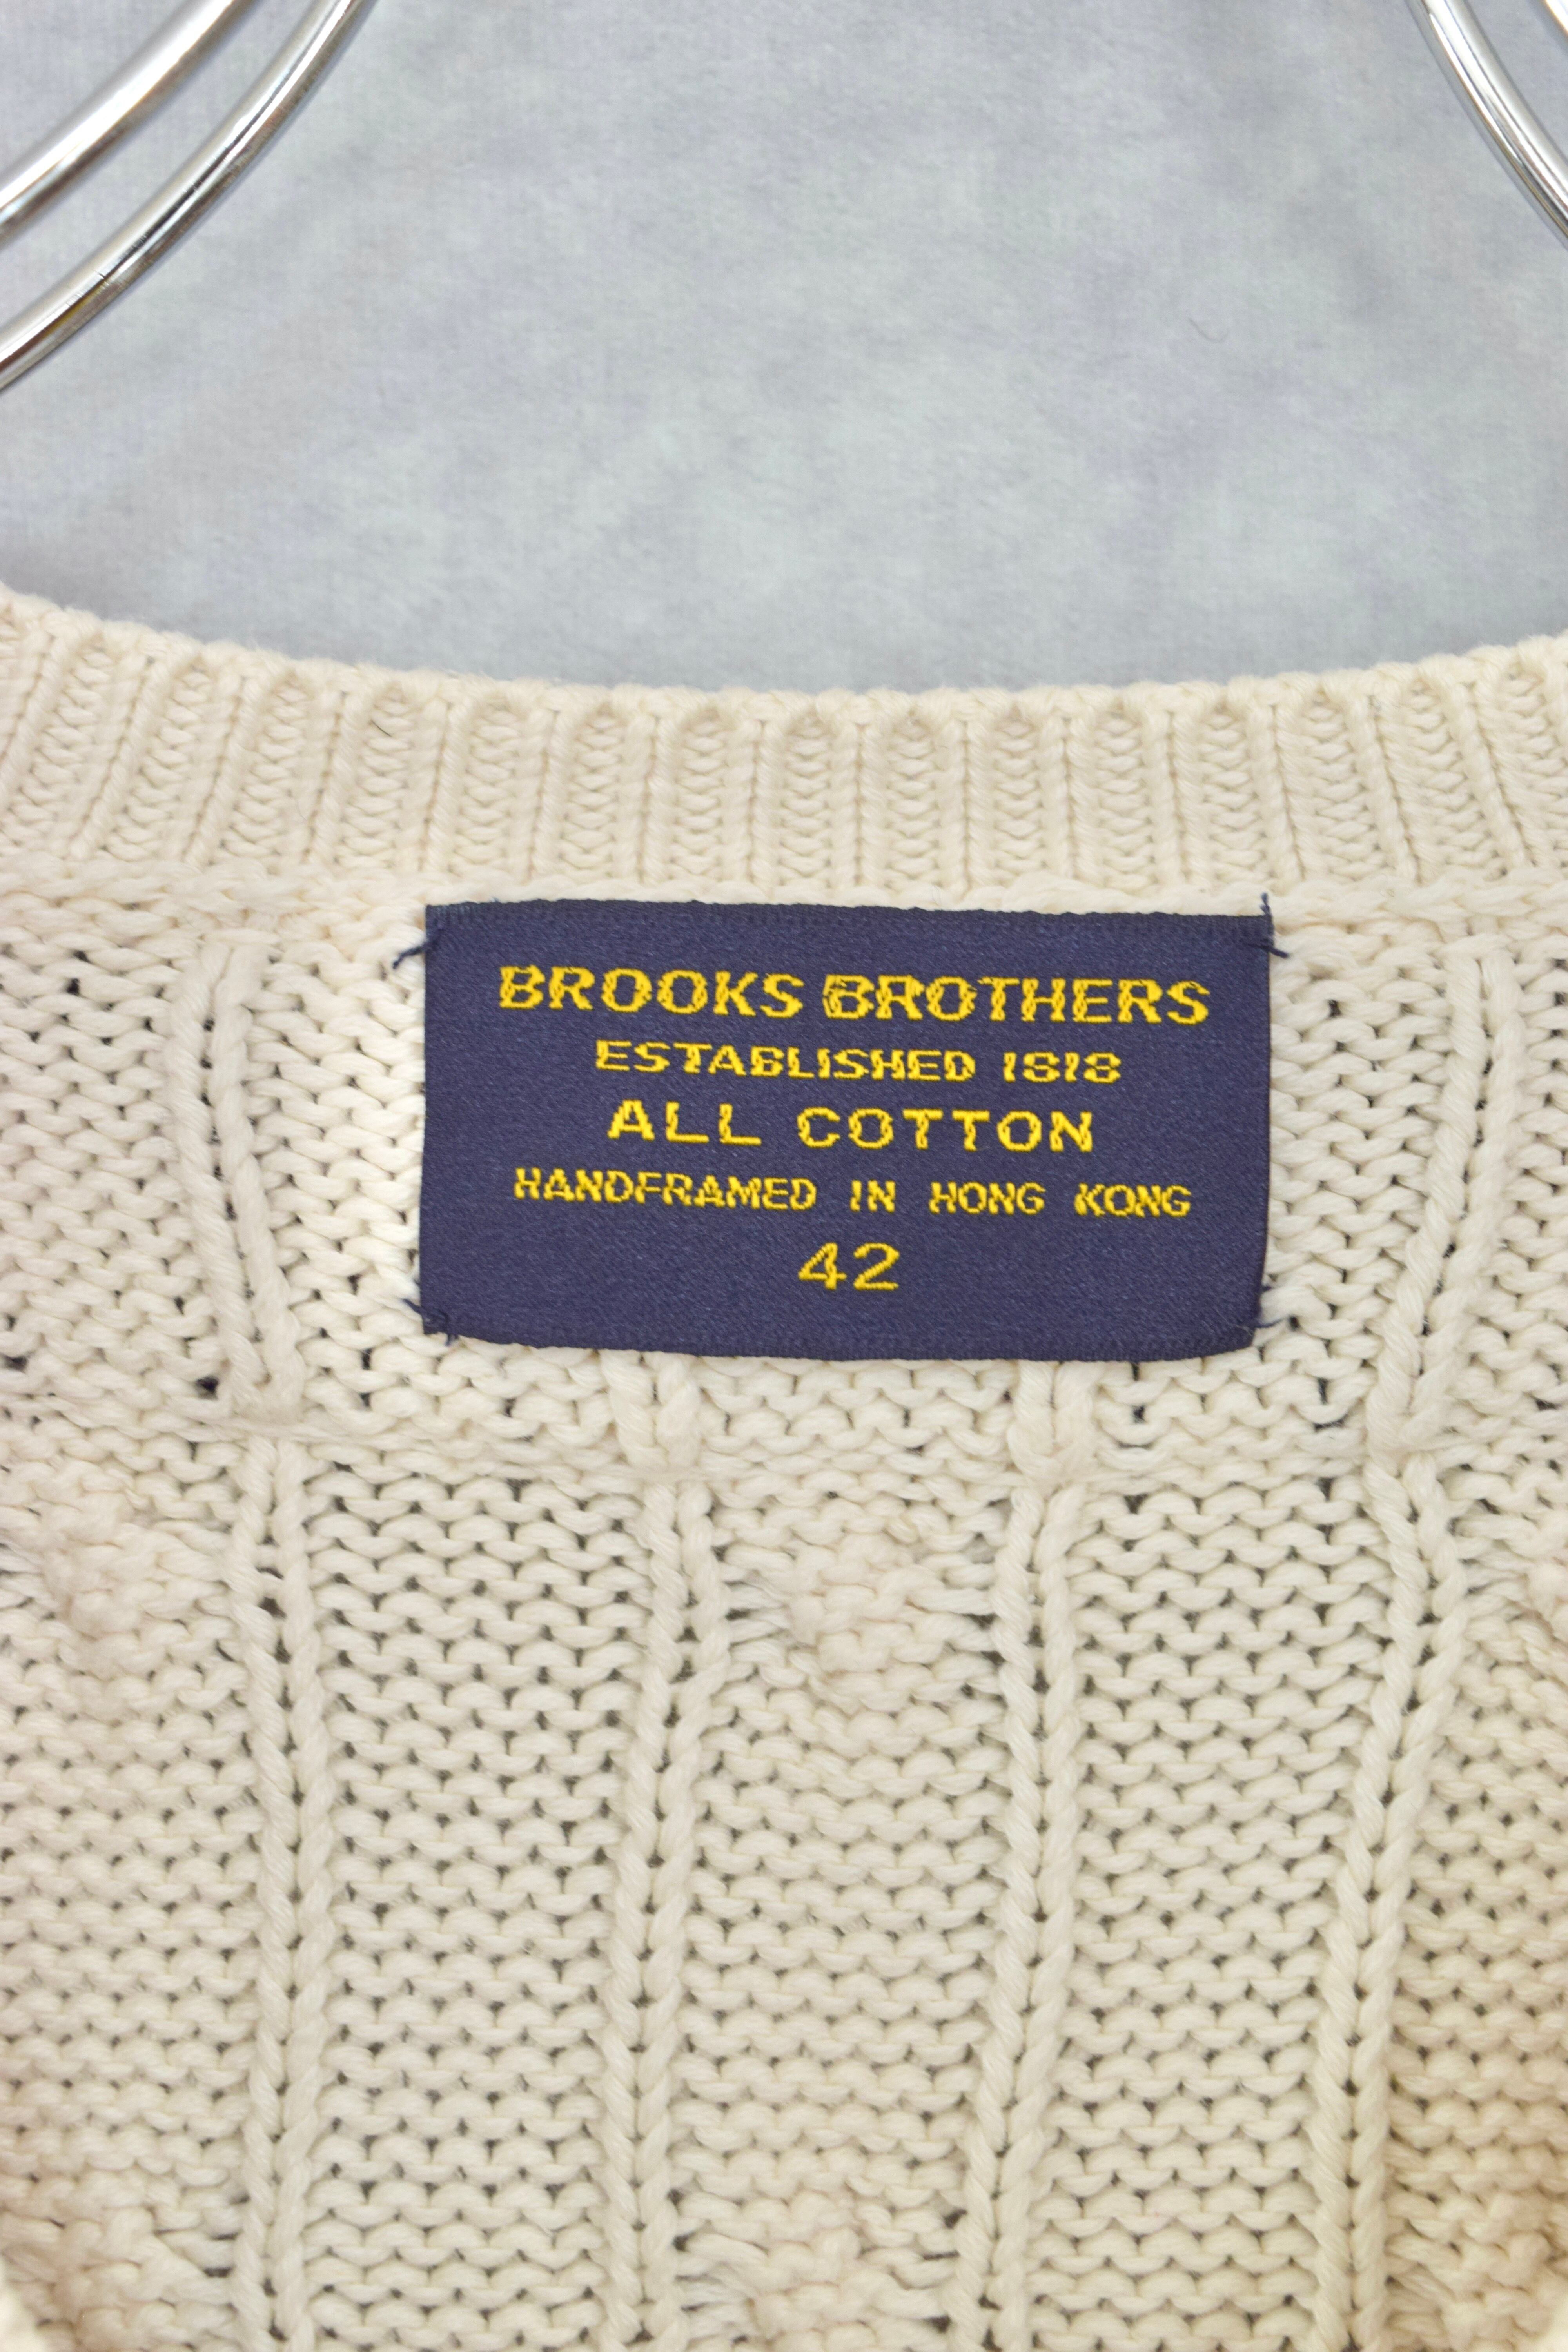 BROOKS BROTHERS
ESTABLISHED 1818
ALL COTTON
HANDFRAMED IN HONG KONG
42